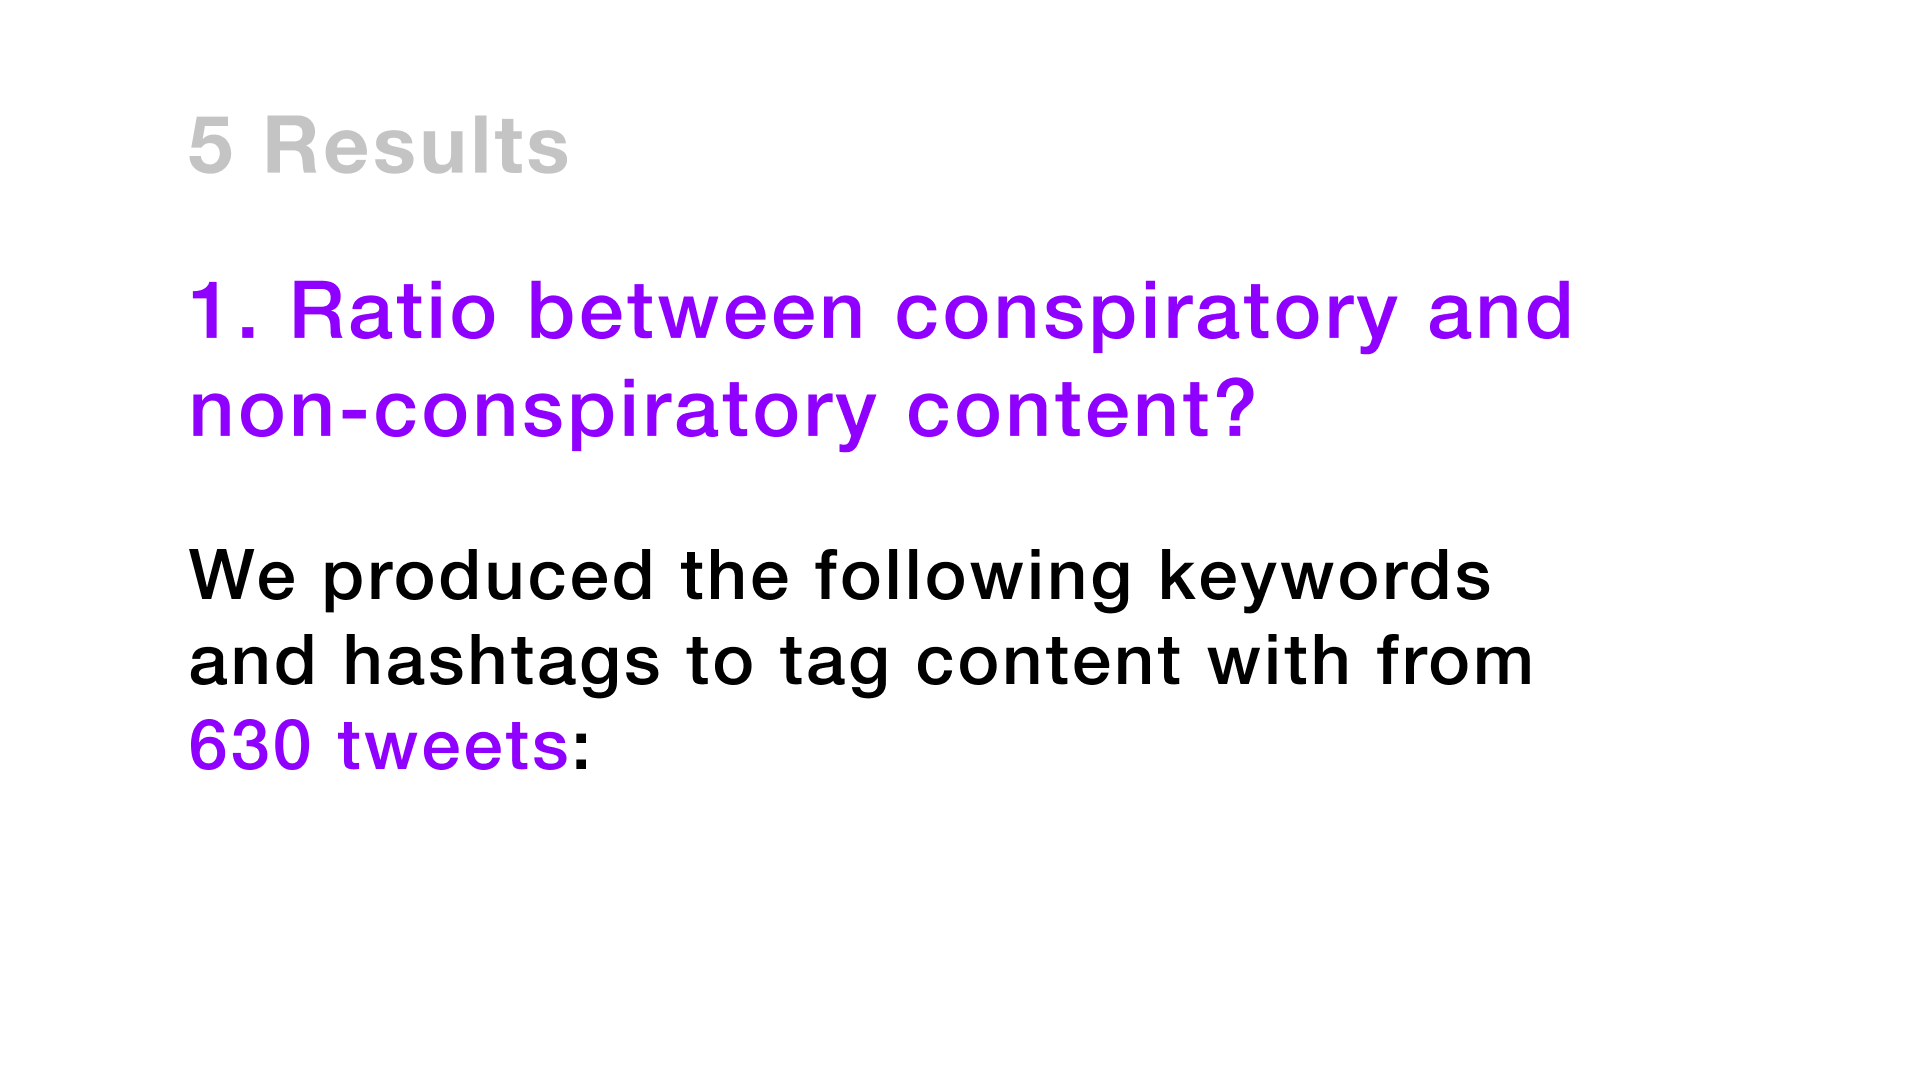 5 Results
1. Ratio between conspiratory and
non-conspiratory content?
We produced the following keywords
and hashtags to tag content with from
630 tweets: